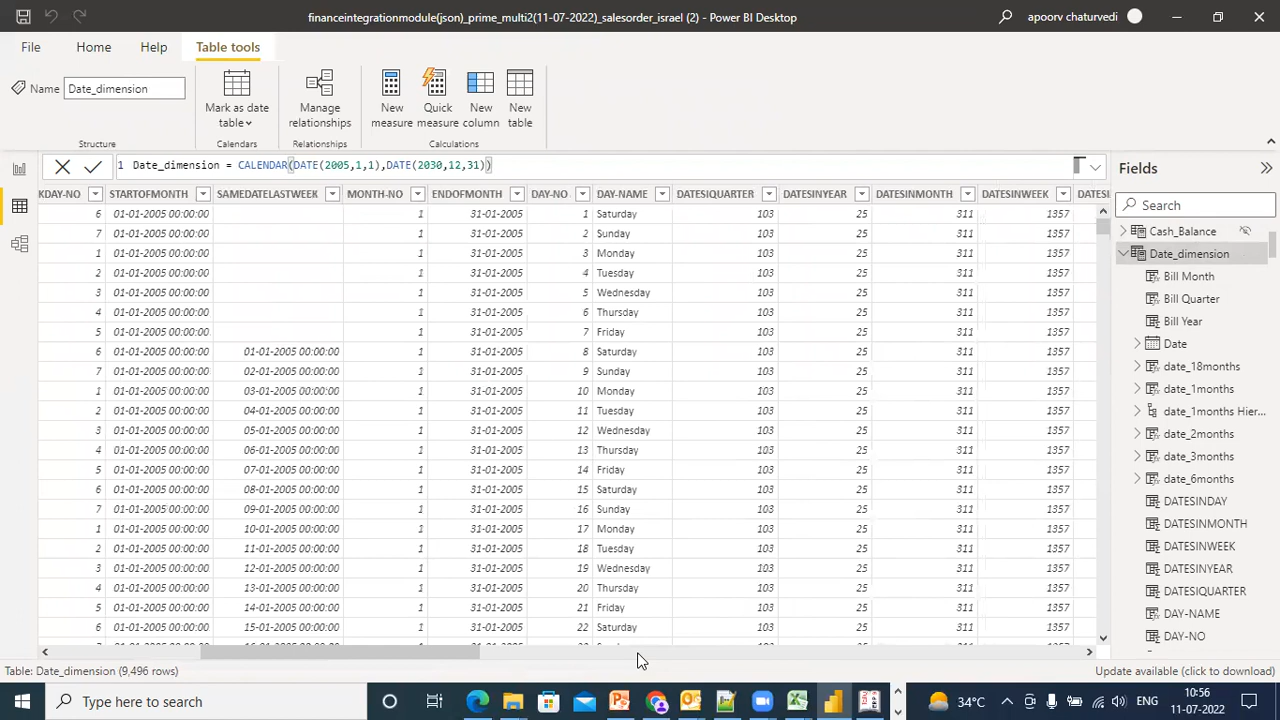 financeintegrationmodule(json)_prime_multi2(11-07-2022)_salesorder_israel (2) - Power BI Desktop
apoorv chaturvedi
File Home Help Table tools
Name Date_dimension
Mark as date table
Manage relationships
New measure
Quick measure
New column
New table
Structure Calendars Relationships Calculations
1 Date_dimension = CALENDAR(DATE(2005,1,1),DATE(2030,12,31))
KDAY-NO STARTOFMONTH SAMEDATELASTWEEK MONTH-NO ENDOFMONTH DAY-NO DAY-NAME DATESIQUARTER DATESINYEAR DATESINMONTH DATESINWEEK DATESI
6 01-01-2005 00:00:00 1 31-01-2005 1 Saturday 103 25 311 1357
7 01-01-2005 00:00:00 1 31-01-2005 2 Sunday 103 25 311 1357
1 01-01-2005 00:00:00 1 31-01-2005 3 Monday 103 25 311 1357
2 01-01-2005 00:00:00 1 31-01-2005 4 Tuesday 103 25 311 1357
3 01-01-2005 00:00:00 1 31-01-2005 5 Wednesday 103 25 311 1357
4 01-01-2005 00:00:00 1 31-01-2005 6 Thursday 103 25 311 1357
5 01-01-2005 00:00:00 1 31-01-2005 7 Friday 103 25 311 1357
6 01-01-2005 00:00:00 01-01-2005 00:00:00 1 31-01-2005 8 Saturday 103 25 311 1357
7 01-01-2005 00:00:00 02-01-2005 00:00:00 1 31-01-2005 9 Sunday 103 25 311 1357
1 01-01-2005 00:00:00 03-01-2005 00:00:00 1 31-01-2005 10 Monday 103 25 311 1357
2 01-01-2005 00:00:00 04-01-2005 00:00:00 1 31-01-2005 11 Tuesday 103 25 311 1357
3 01-01-2005 00:00:00 05-01-2005 00:00:00 1 31-01-2005 12 Wednesday 103 25 311 1357
4 01-01-2005 00:00:00 06-01-2005 00:00:00 1 31-01-2005 13 Thursday 103 25 311 1357
5 01-01-2005 00:00:00 07-01-2005 00:00:00 1 31-01-2005 14 Friday 103 25 311 1357
6 01-01-2005 00:00:00 08-01-2005 00:00:00 1 31-01-2005 15 Saturday 103 25 311 1357
7 01-01-2005 00:00:00 09-01-2005 00:00:00 1 31-01-2005 16 Sunday 103 25 311 1357
1 01-01-2005 00:00:00 10-01-2005 00:00:00 1 31-01-2005 17 Monday 103 25 311 1357
2 01-01-2005 00:00:00 11-01-2005 00:00:00 1 31-01-2005 18 Tuesday 103 25 311 1357
3 01-01-2005 00:00:00 12-01-2005 00:00:00 1 31-01-2005 19 Wednesday 103 25 311 1357
4 01-01-2005 00:00:00 13-01-2005 00:00:00 1 31-01-2005 20 Thursday 103 25 311 1357
5 01-01-2005 00:00:00 14-01-2005 00:00:00 1 31-01-2005 21 Friday 103 25 311 1357
6 01-01-2005 00:00:00 15-01-2005 00:00:00 1 31-01-2005 22 Saturday 103 25 311 1357
Fields
Search
Cash_Balance
Date_dimension
Bill Month
Bill Quarter
Bill Year
Date
date_18months
date_1months
date_1months Hier...
date_2months
date_3months
date_6months
DATESINDAY
DATESINMONTH
DATESINWEEK
DATESINYEAR
DATESIQUARTER
DAY-NAME
DAY-NO
Table: Date_dimension (9,496 rows)
Update available (click to download)
Type here to search
34°C
ENG
10:56
11-07-2022